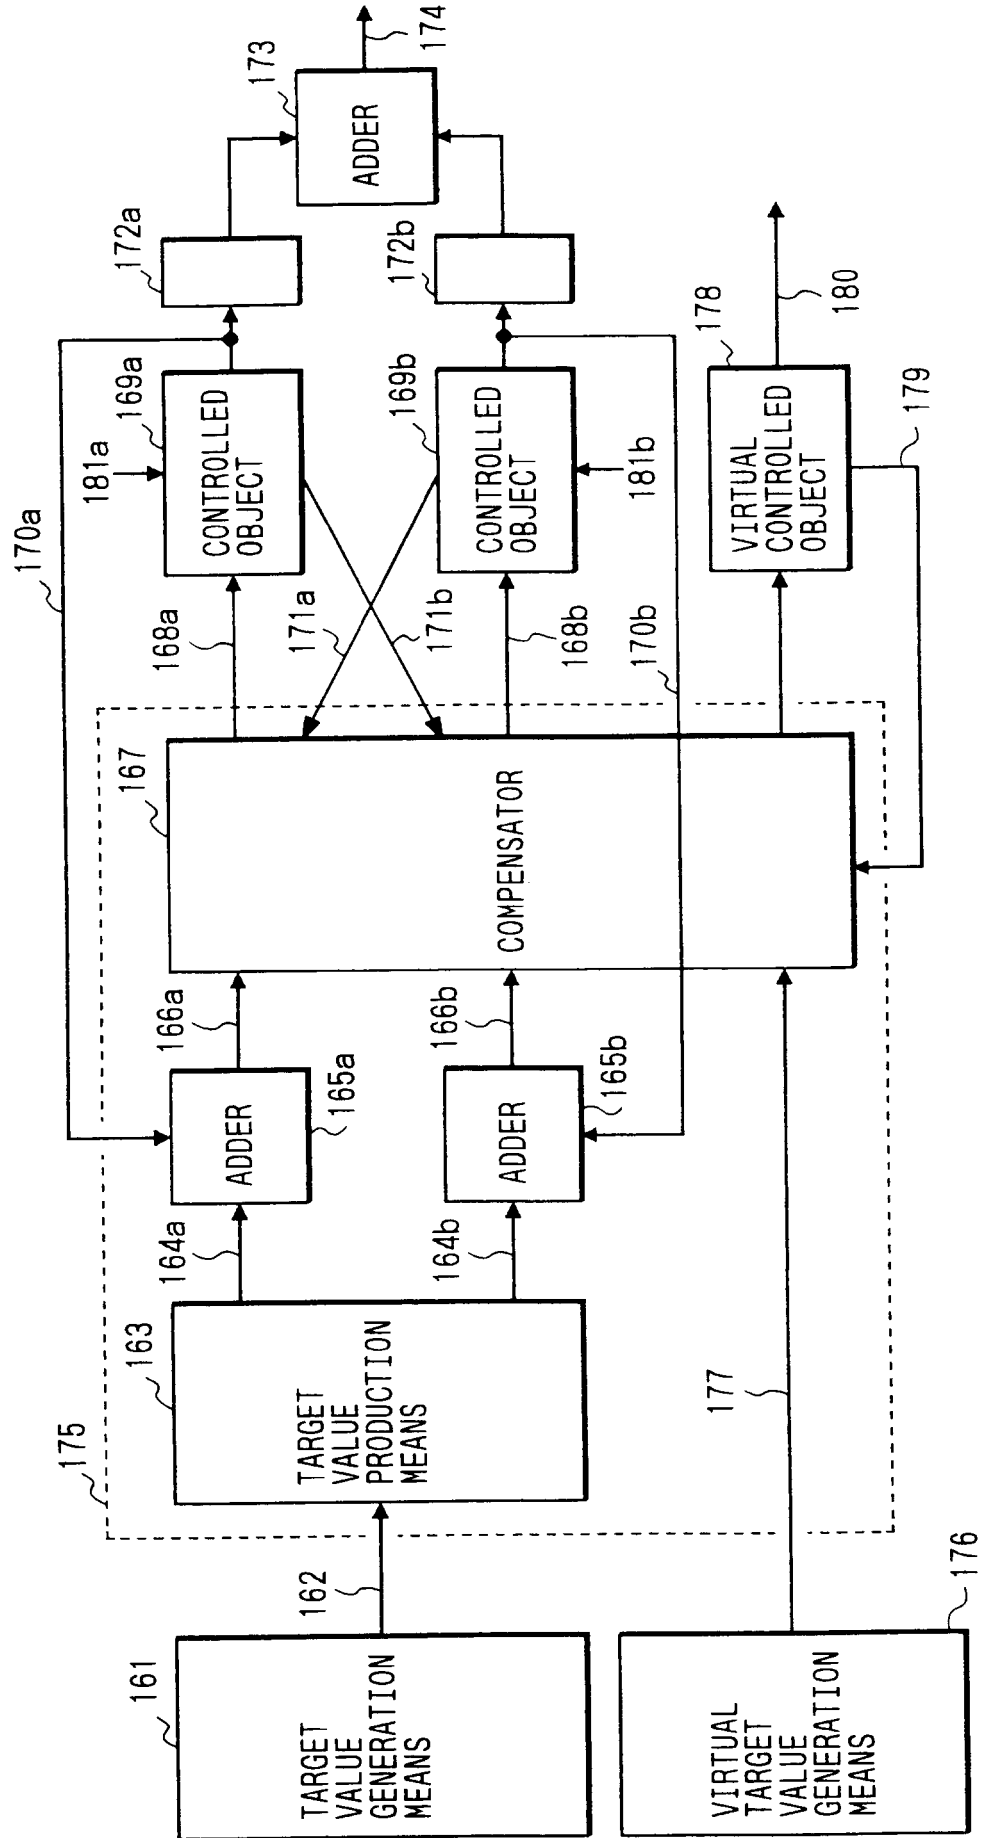 161
TARGET
VALUE
GENERATION
MEANS
162
175
163
TARGET
VALUE
PRODUCTION
MEANS
164a
164b
ADDER
165a
ADDER
165b
166a
166b
167
COMPENSATOR
170a
168a
171a
171b
168b
170b
181a
169a
CONTROLLED
OBJECT
169b
CONTROLLED
OBJECT
181b
172a
172b
173
ADDER
174
VIRTUAL
TARGET
VALUE
GENERATION
MEANS
176
177
178
VIRTUAL
CONTROLLED
OBJECT
179
180